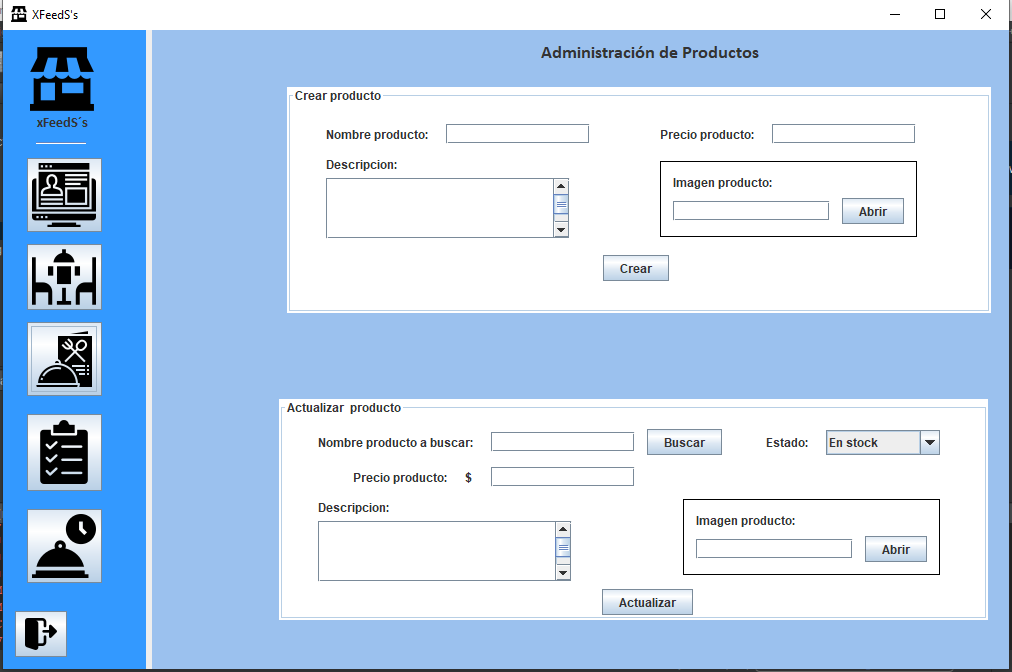 XFeedS's
xFeedS´s
Administración de Productos
Crear producto
Nombre producto:
Precio producto:
Descripcion:
Imagen producto:
Abrir
Crear
Actualizar producto
Nombre producto a buscar:
Buscar
Estado:
En stock
Precio producto: $
Descripcion:
Imagen producto:
Abrir
Actualizar